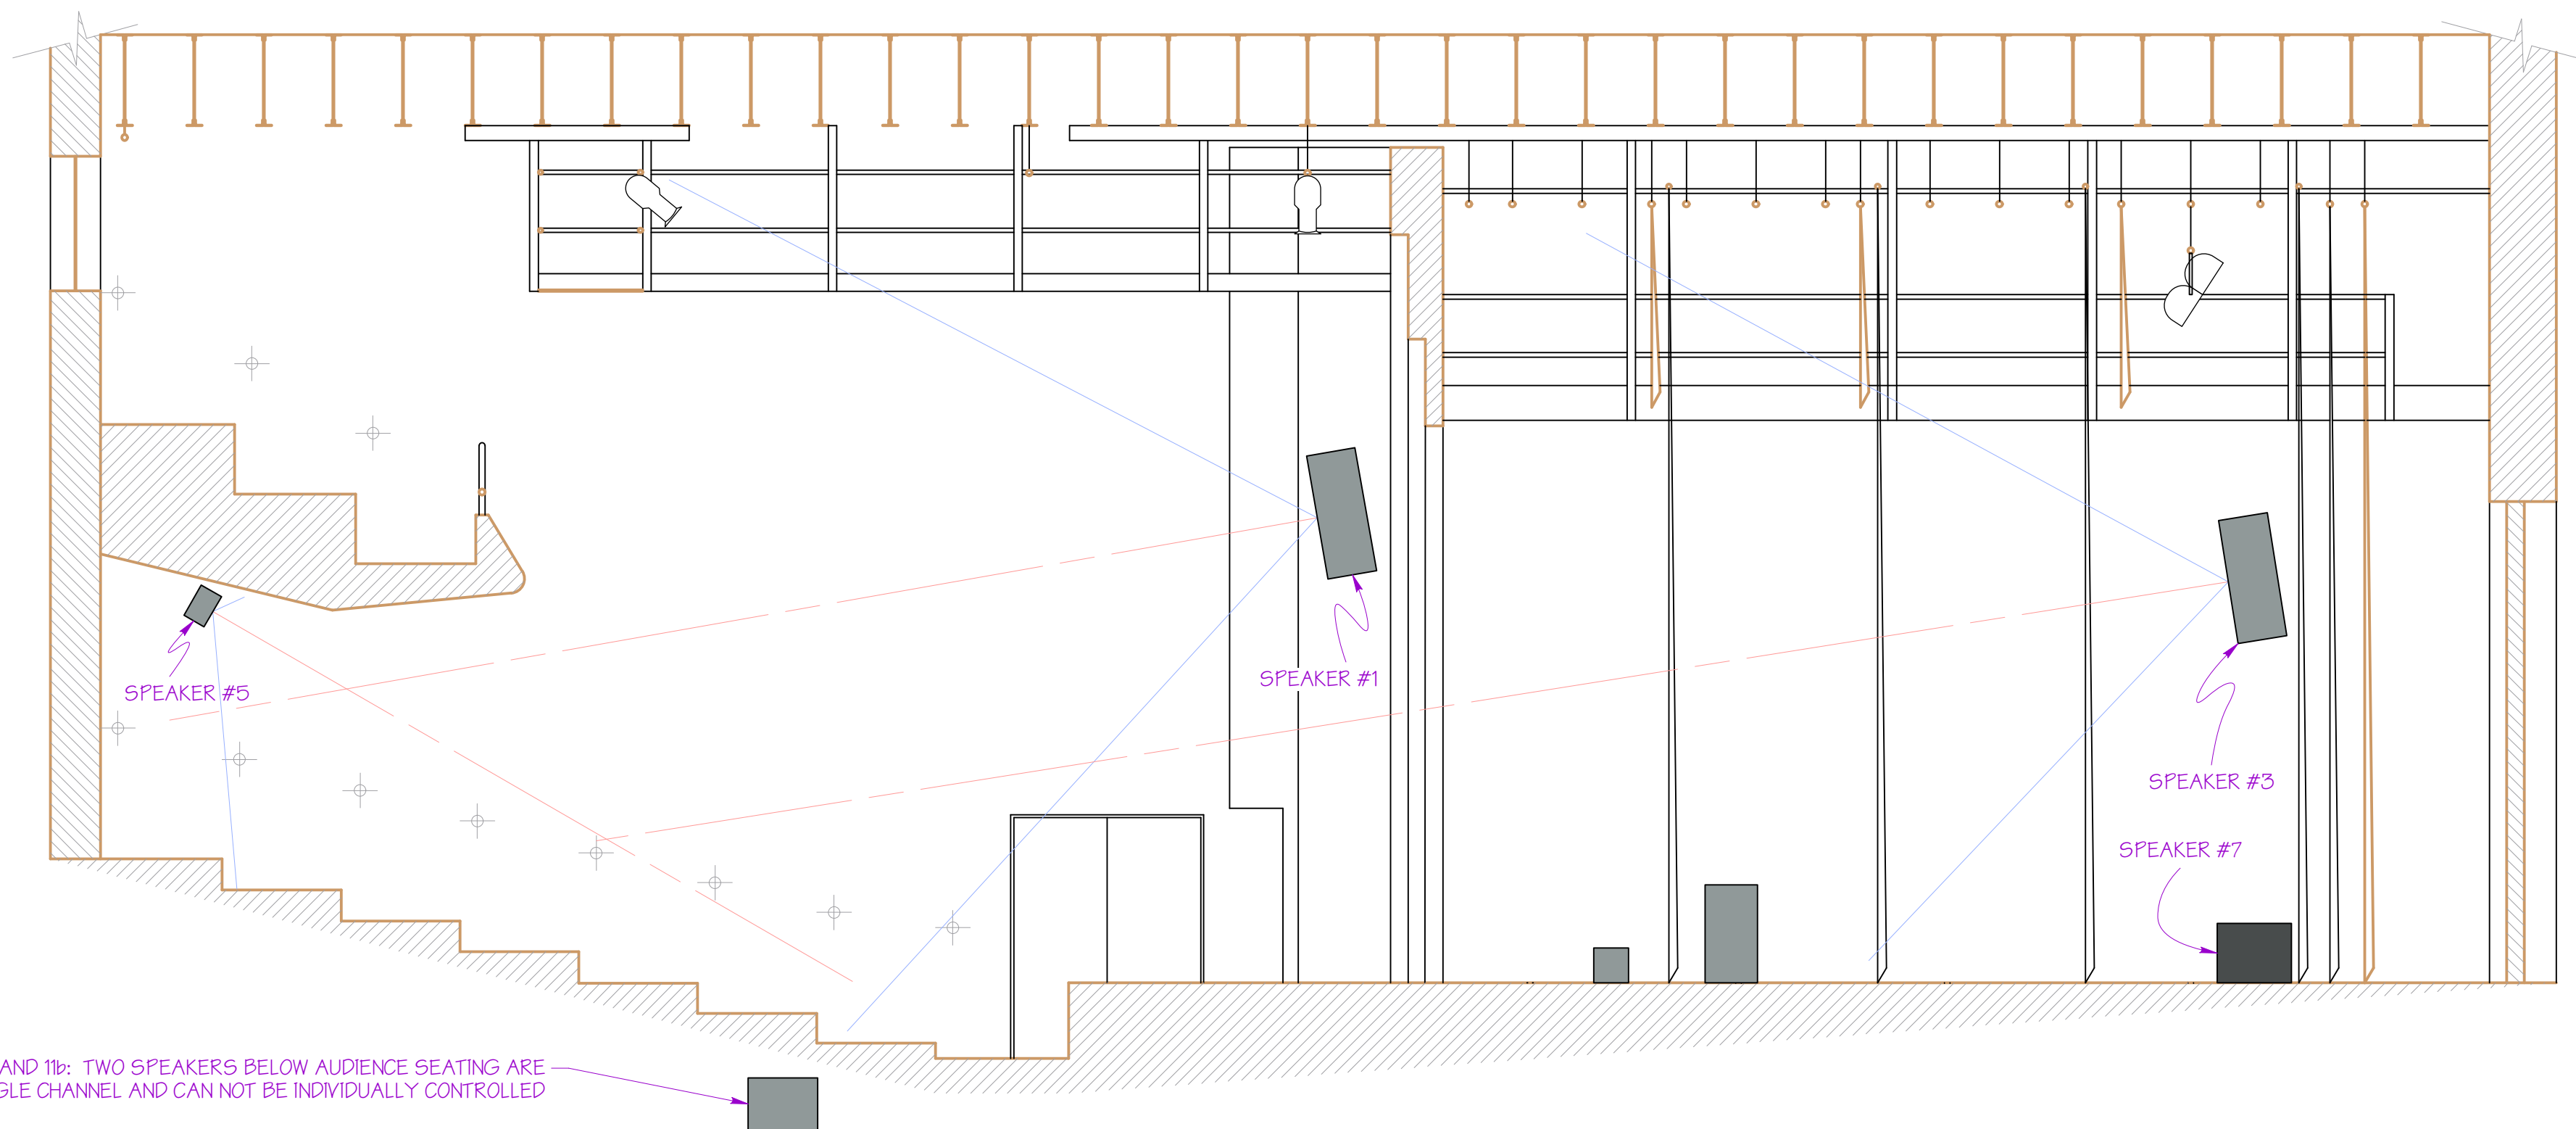 SPEAKER #5
SPEAKER #1
SPEAKER #3
SPEAKER #7
AND 11b: TWO SPEAKERS BELOW AUDIENCE SEATING ARE
CHANNEL AND CAN NOT BE INDIVIDUALLY CONTROLLED